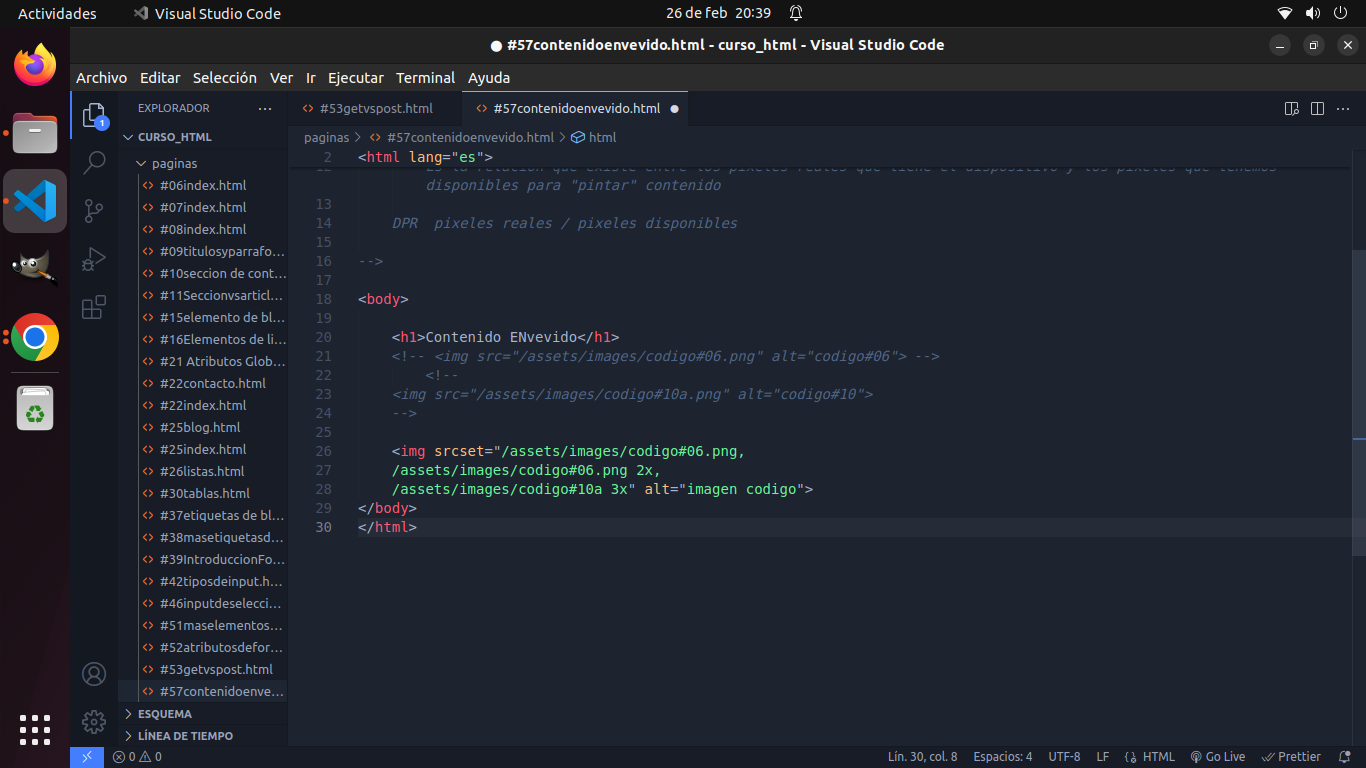 Actividades
Visual Studio Code
26 de feb 20:39
#57contenidoenvevido.html - curso_html - Visual Studio Code
Archivo Editar Selección Ver Ir Ejecutar Terminal Ayuda
1
EXPLORADOR
CURSO_HTML
paginas
#06index.html
#07index.html
#08index.html
#09titulosyparrafo...
#10seccion de cont...
#11Seccionvsarticl...
#15elemento de bl...
#16Elementos de li...
#21 Atributos Glob...
#22contacto.html
#22index.html
#25blog.html
#25index.html
#26listas.html
#30tablas.html
#37etiquetas de bl...
#38masetiquetasd...
#39IntroduccionFo...
#42tiposdeinput.h...
#46inputdeselecci...
#51maselementos...
#52atributosdefor...
#53getvspost.html
#57contenidoenve...
ESQUEMA
LÍNEA DE TIEMPO
#53getvspost.html
#57contenidoenvevido.html
paginas > #57contenidoenvevido.html > html
2 <html lang="es">
12 Es la relacion que existe entre los pixeles reales que tiene el dispositivo y los pixeles que tenemos
disponibles para "pintar" contenido
13
14 DPR pixeles reales / pixeles disponibles
15
16 -->
17
18 <body>
19
20 <h1>Contenido ENvevido</h1>
21 <!-- <img src="/assets/images/codigo#06.png" alt="codigo#06"> -->
22 <!--
23 <img src="/assets/images/codigo#10a.png" alt="codigo#10">
24 -->
25
26 <img srcset="/assets/images/codigo#06.png,
27 /assets/images/codigo#06.png 2x,
28 /assets/images/codigo#10a 3x" alt="imagen codigo">
29 </body>
30 </html>
0 0
Lín. 30, col. 8
Espacios: 4
UTF-8
LF
HTML
Go Live
Prettier